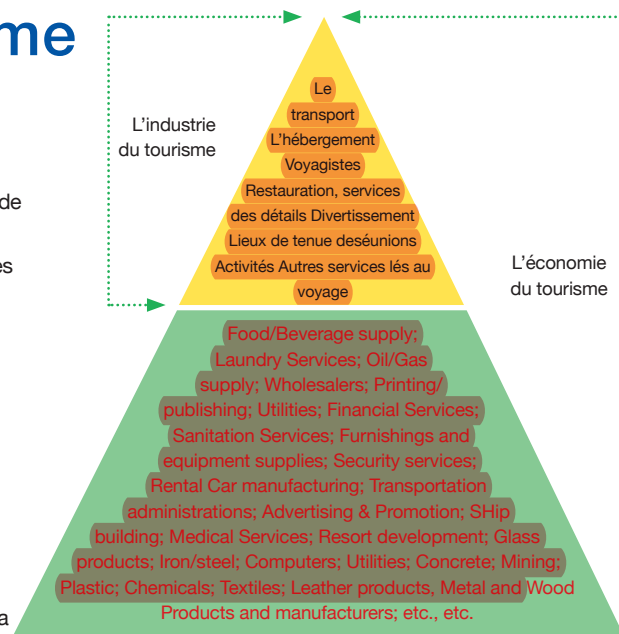 me
de
es
a
L'industrie
du tourisme
Le
transport
L'hébergement
Voyagistes
Restauration, services
des détails Divertissement
Lieux de tenue deséunions
Activités Autres services lés au
voyage
L'économie
du tourisme
Food/Beverage supply;
Laundry Services; Oil/Gas
supply; Wholesalers; Printing/
publishing; Utilities; Financial Services;
Sanitation Services; Furnishings and
equipment supplies; Security services;
Rental Car manufacturing; Transportation
administrations; Advertising & Promotion; SHip
building; Medical Services; Resort development; Glass
products; Iron/steel; Computers; Utilities; Concrete; Mining;
Plastic; Chemicals; Textiles; Leather products, Metal and Wood
Products and manufacturers; etc., etc.